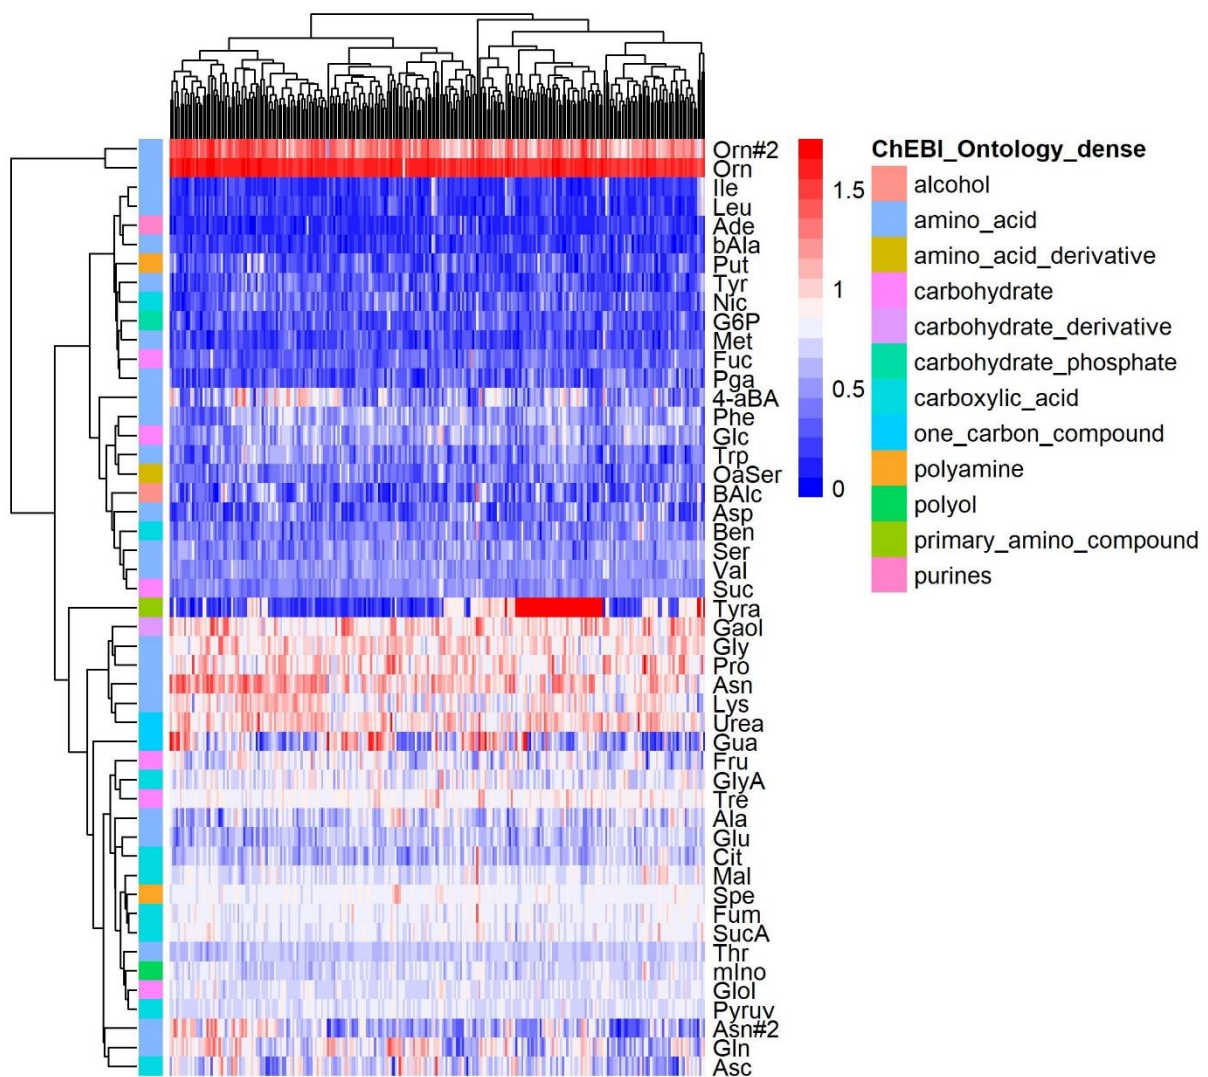 Orn#2
Orn
Ile
Leu
Ade
bAla
Put
Tyr
Nic
G6P
Met
Fuc
Pga
4-aBA
Phe
Glc
Trp
OaSer
BAlc
Asp
Ben
Ser
Val
Suc
Tyra
Gaol
Gly
Pro
Asn
Lys
Urea
Gua
Fru
GlyA
Tre
Ala
Glu
Cit
Mal
Spe
Fum
SucA
Thr
mIno
Glol
Pyruv
Asn#2
Gln
Asc
1.5
1
0.5
0
ChEBI_Ontology_dense
alcohol
amino_acid
amino_acid_derivative
carbohydrate
carbohydrate_derivative
carbohydrate_phosphate
carboxylic_acid
one_carbon_compound
polyamine
polyol
primary_amino_compound
purines